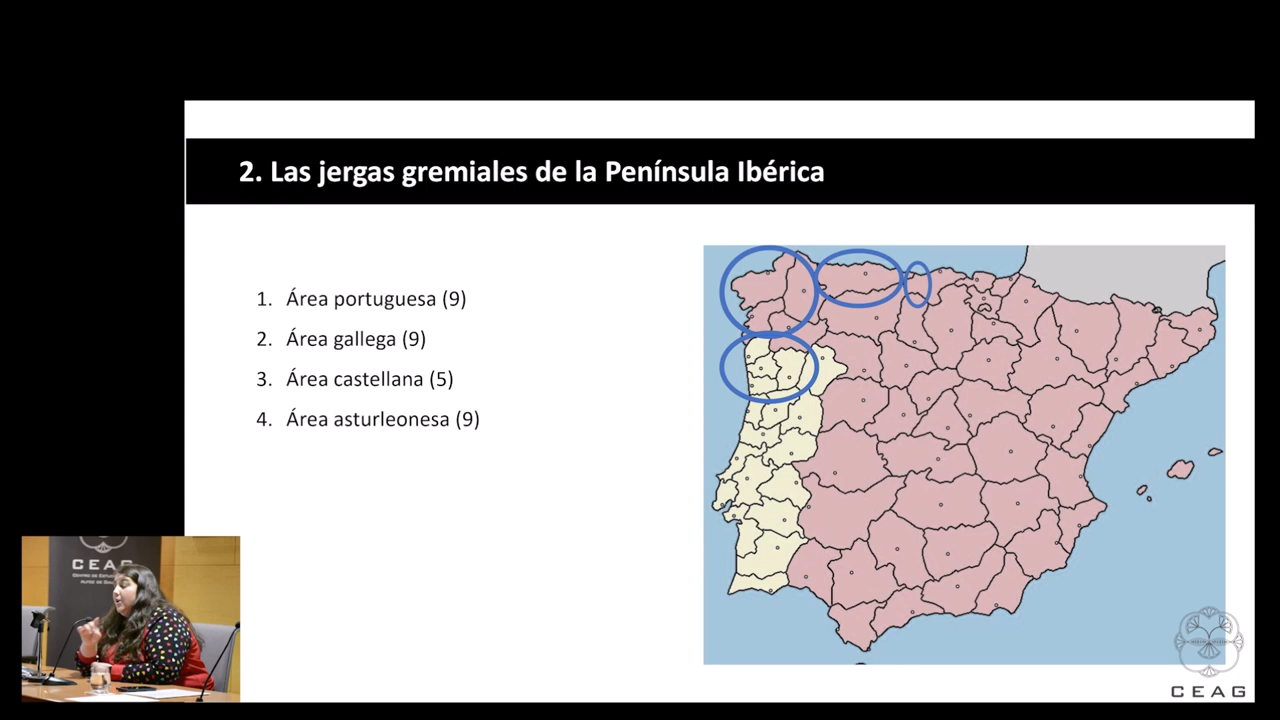 2. Las jergas gremiales de la Península Ibérica
1. Área portuguesa (9)
2. Área gallega (9)
3. Área castellana (5)
4. Área asturleonesa (9)
CEAG
CEAG